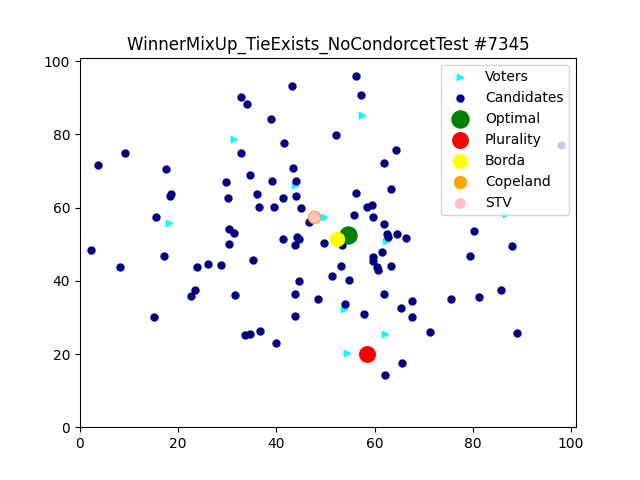 WinnerMixUp_TieExists_NoCondorcetTest #7345
100
80
60
40
20
0
0 20 40 60 80 100
Voters
Candidates
Optimal
Plurality
Borda
Copeland
STV